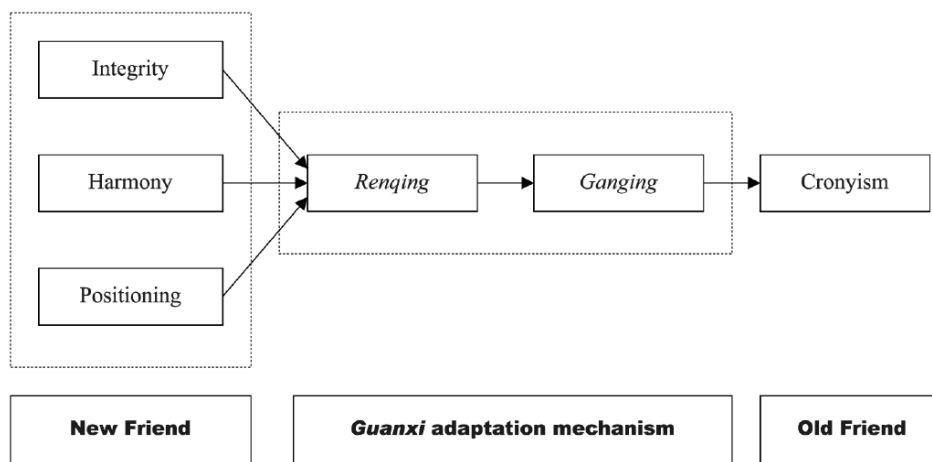 Integrity
Harmony
Renqing
Ganging
Cronyism
Positioning
New Friend
Guanxi adaptation mechanism
Old Friend